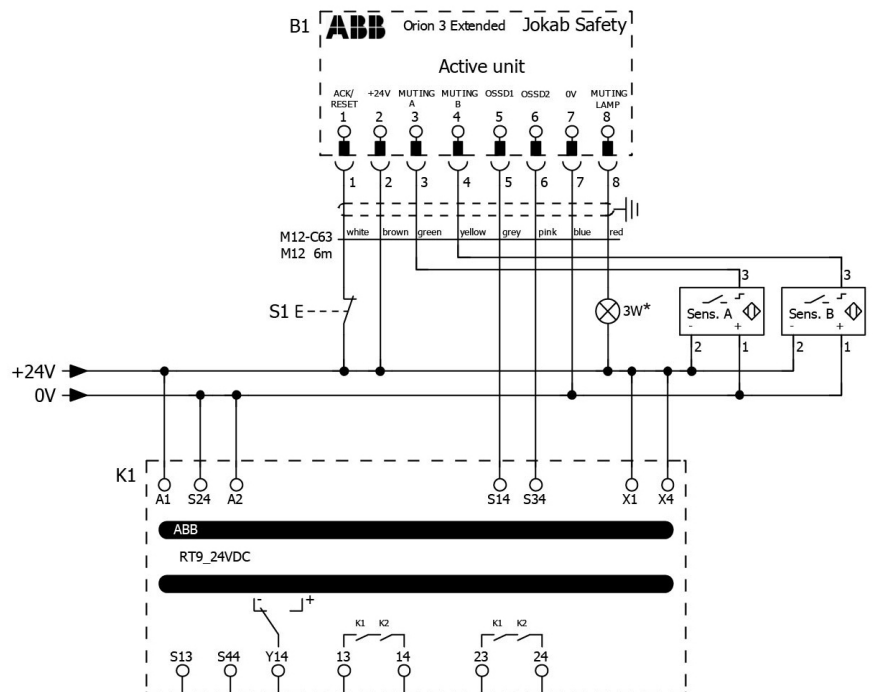 B1 ABB Orion 3 Extended Jokab Safety
Active unit
ACK/ +24V MUTING MUTING OSSD1 OSSD2 0V MUTING
RESET A B LAMP
1 2 3 4 5 6 7 8
1 2 3 4 5 6 7 8
M12-C63 white brown green yellow grey pink blue red
M12 6m
3 3
S1 E 3W* Sens. A Sens. B
- + - +
2 1 2 1
+24V
0V
K1
A1 S24 A2 S14 S34 X1 X4
ABB
RT9_24VDC
- +
K1 K2 K1 K2
S13 S44 Y14 13 14 23 24